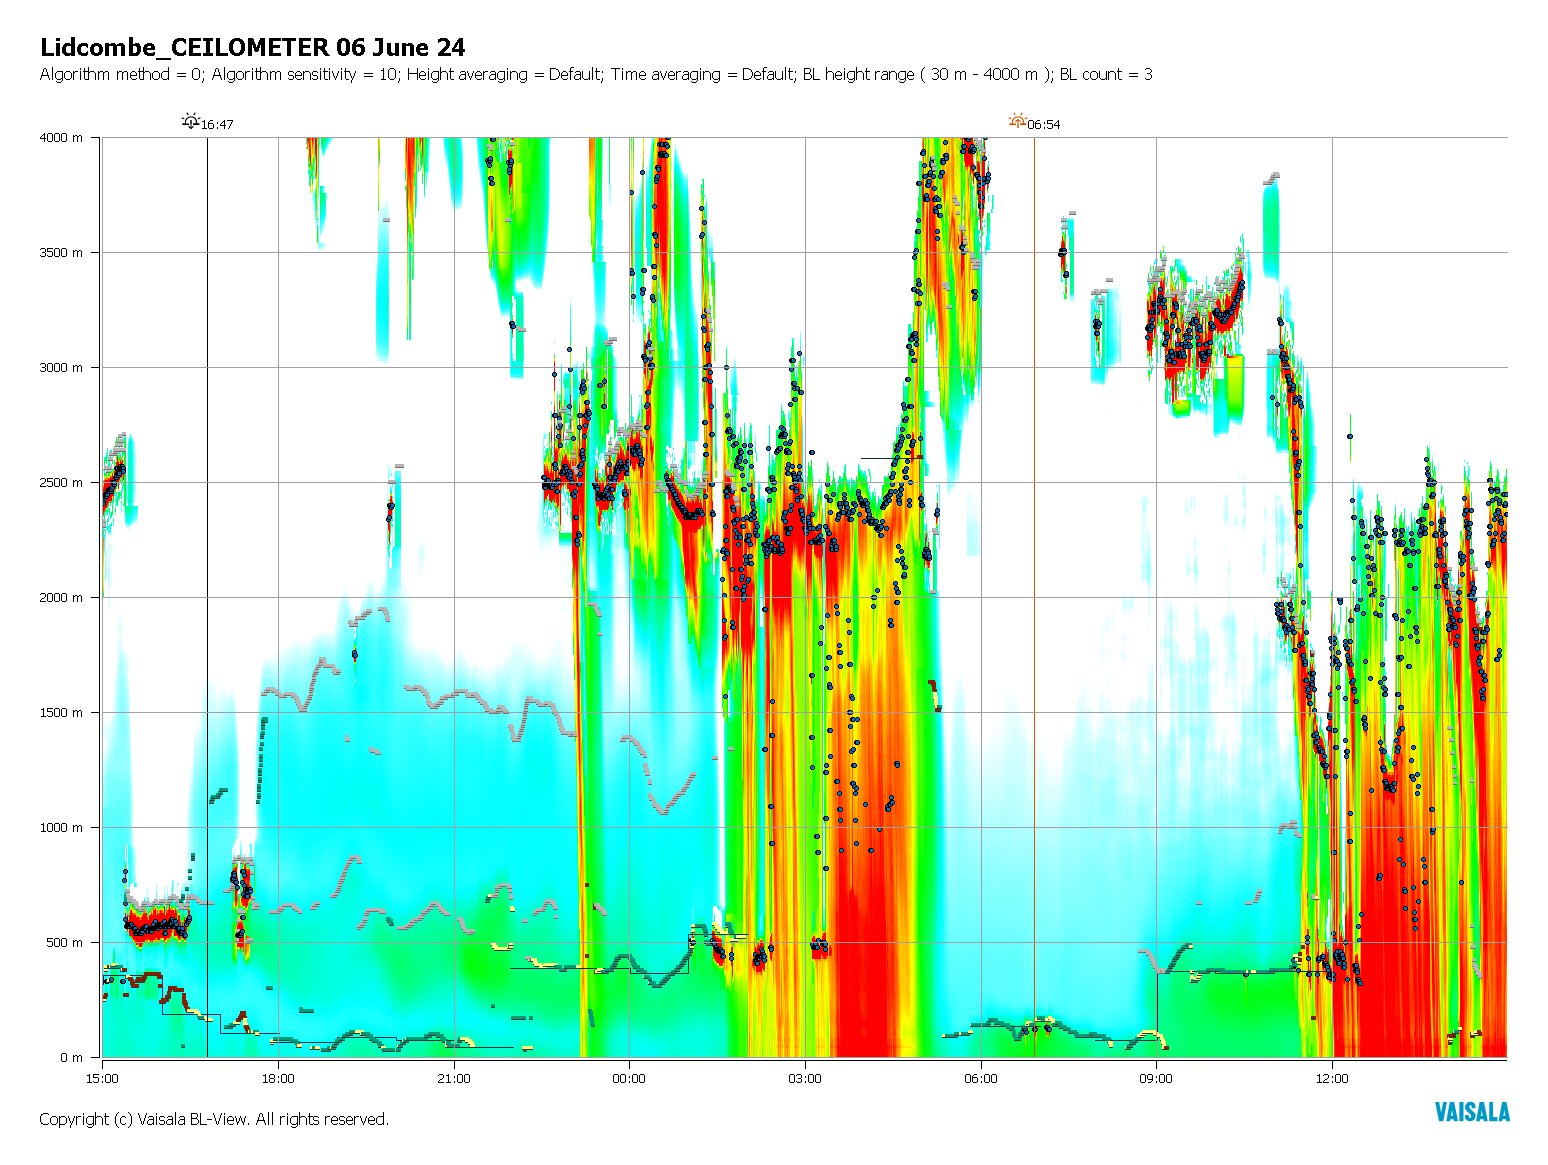 Lidcombe_CEILOMETER 06 June 24
Algorithm method = 0; Algorithm sensitivity = 10; Height averaging = Default; Time averaging = Default; BL height range ( 30 m - 4000 m ); BL count = 3
16:47
06:54
4000 m
3500 m
3000 m
2500 m
2000 m
1500 m
1000 m
500 m
0 m
15:00 18:00 21:00 00:00 03:00 06:00 09:00 12:00
Copyright (c) Vaisala BL-View. All rights reserved.
VAISALA